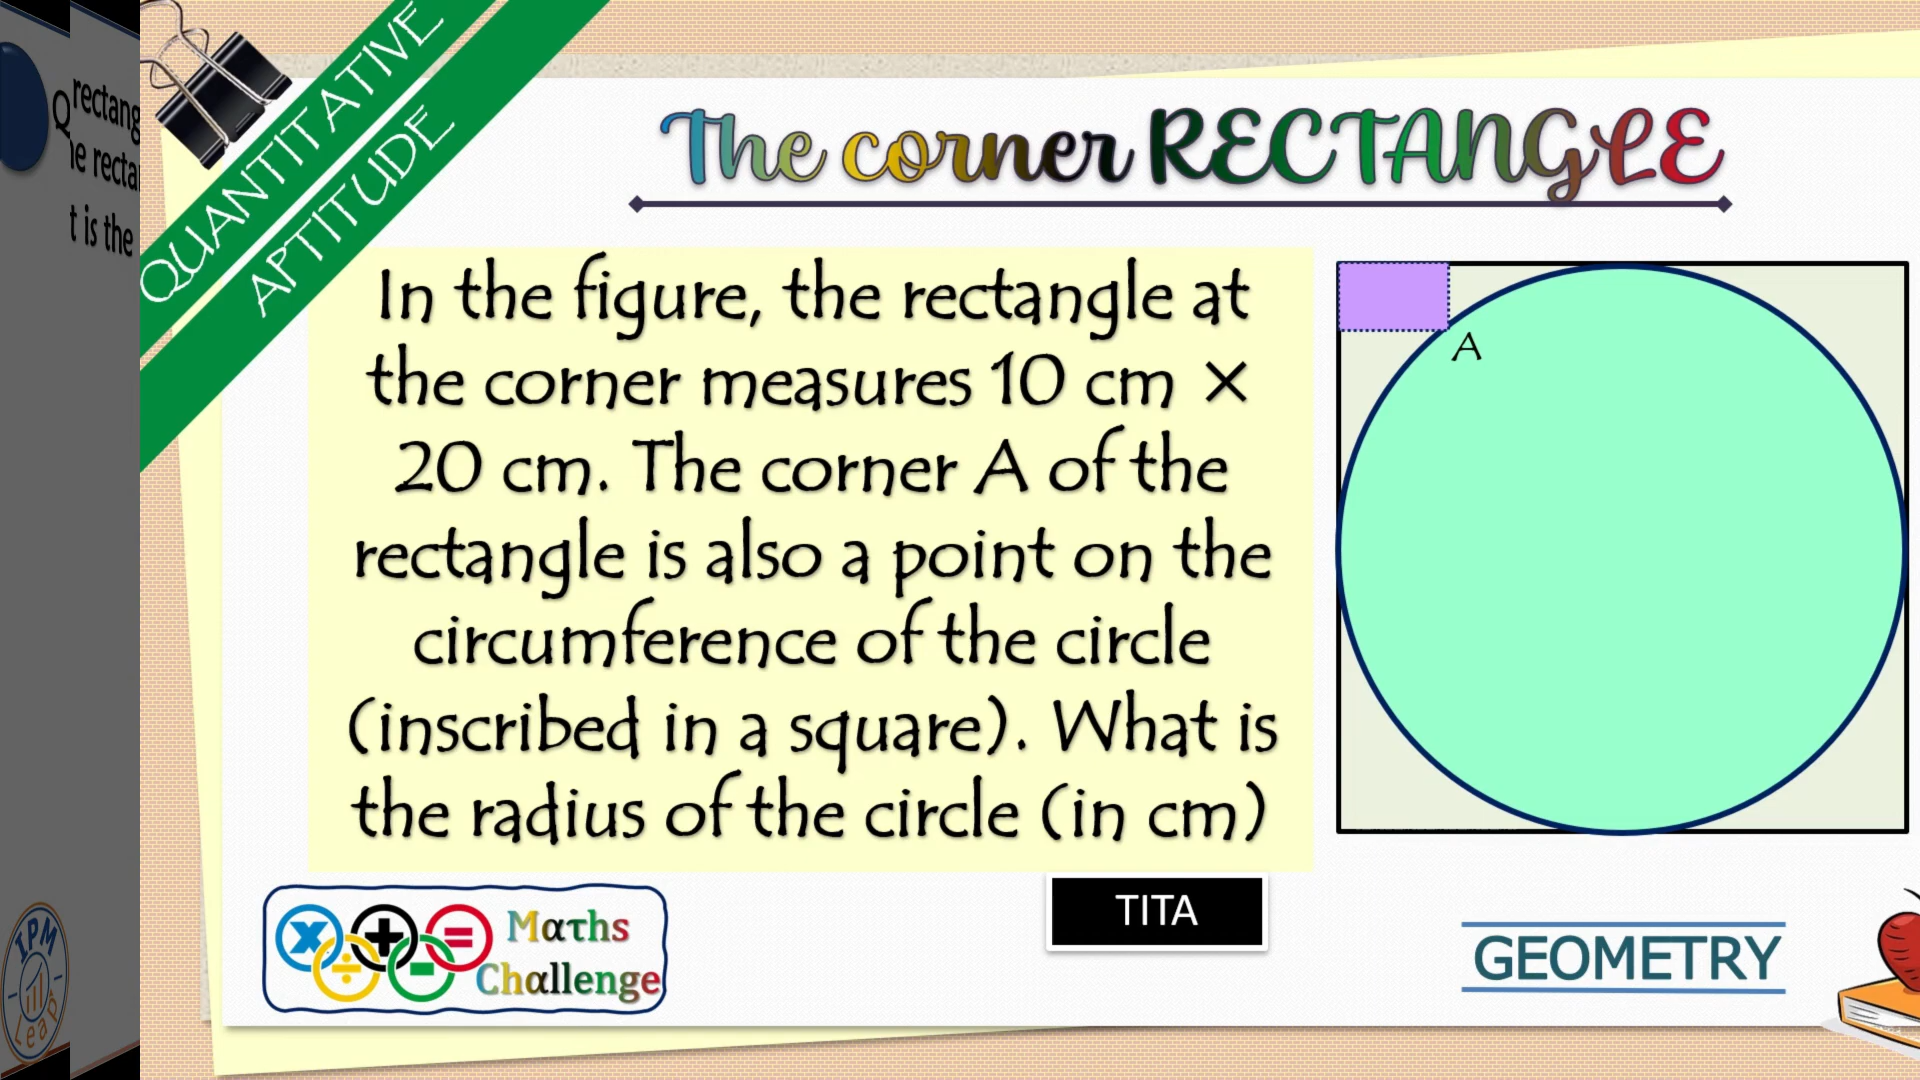 Q
rectang
e recta
t is the
QUANTITATIVE
APTITUDE
The corner RECTANGLE
In the figure, the rectangle at
the corner measures 10 cm ×
20 cm. The corner A of the
rectangle is also a point on the
circumference of the circle
(inscribed in a square). What is
the radius of the circle (in cm)
A
TITA
Maths
Challenge
GEOMETRY
IPM
Leap